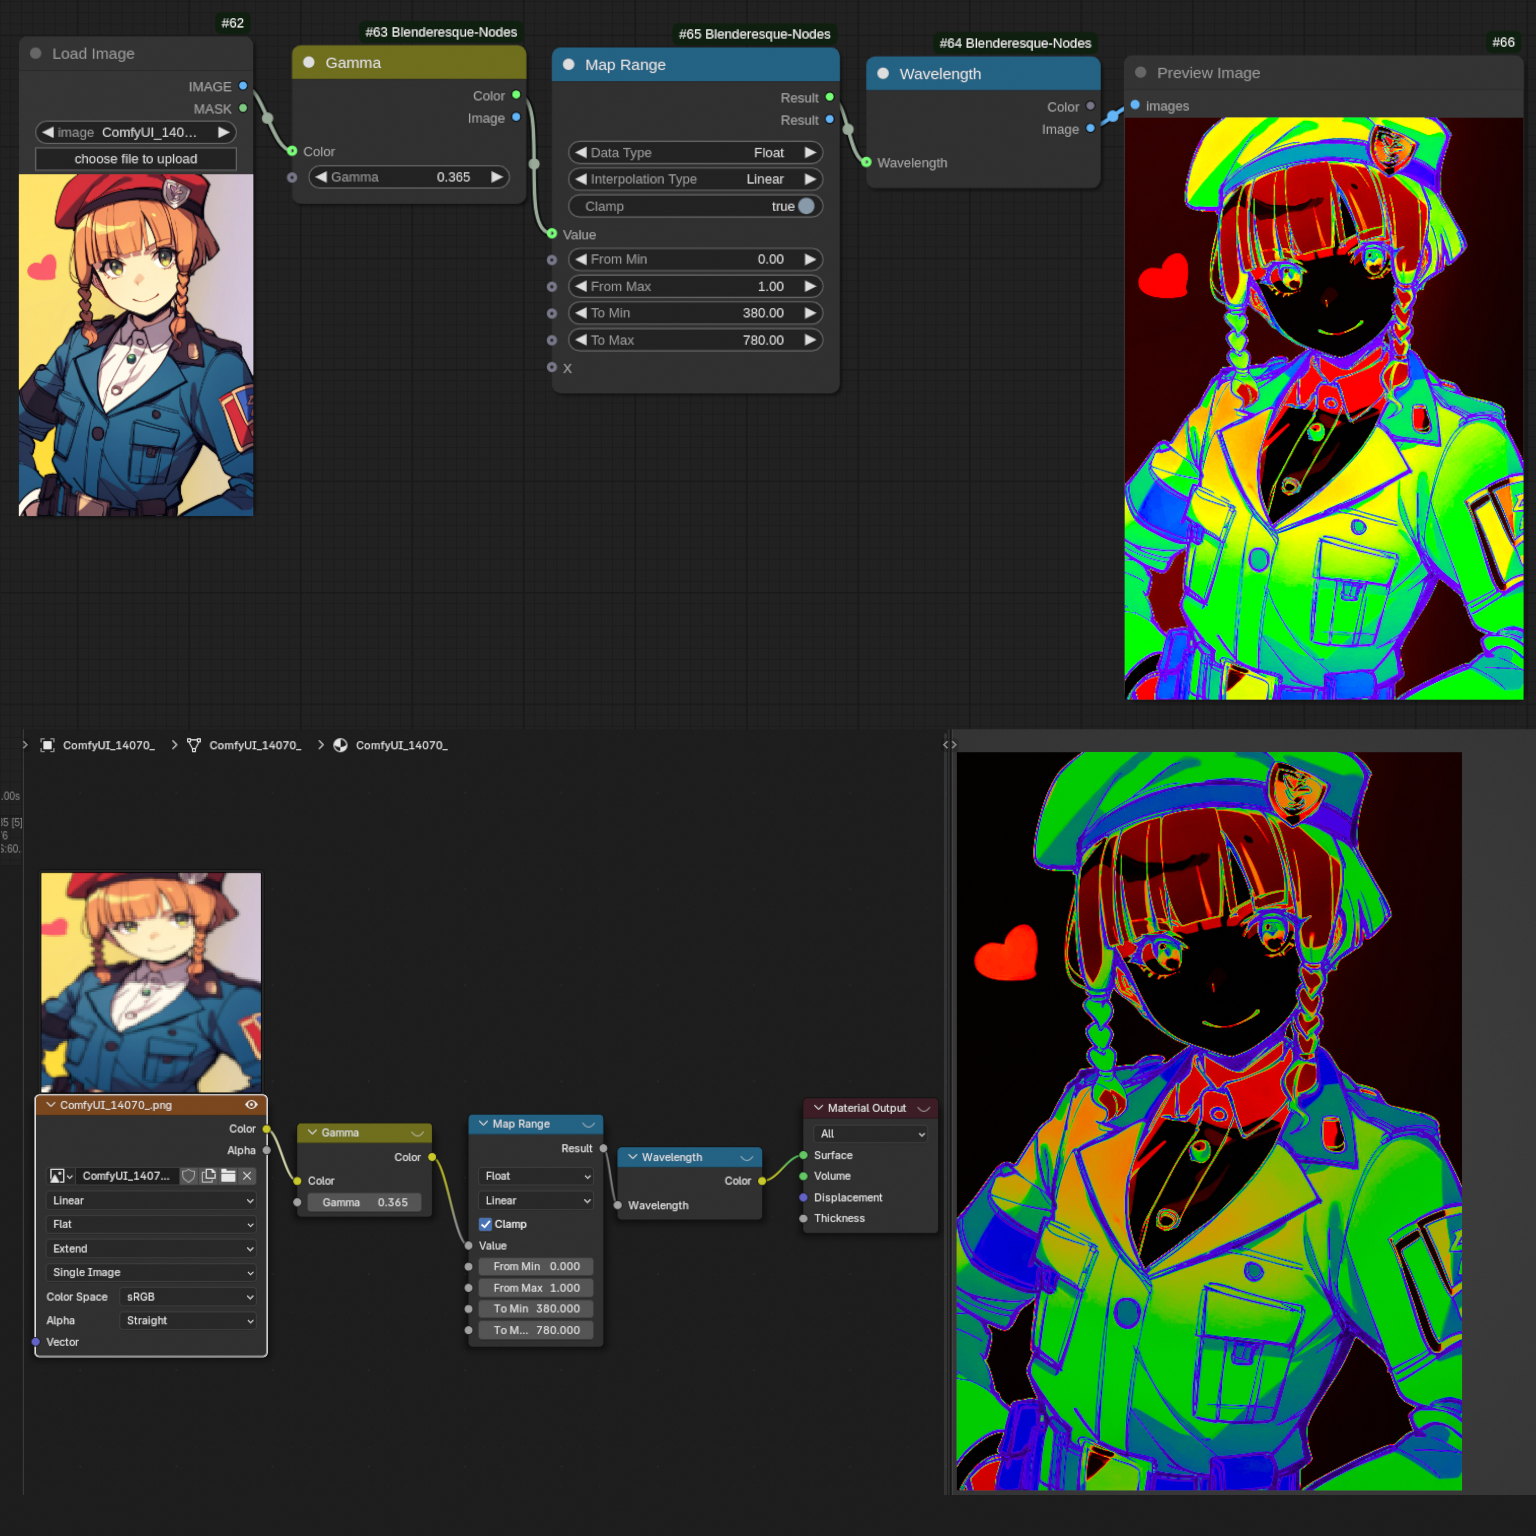 #62
Load Image
IMAGE
MASK
image ComfyUI_140...
choose file to upload
#63 Blenderesque-Nodes
Gamma
Color
Image
Color
Gamma 0.365
#65 Blenderesque-Nodes
Map Range
Result
Result
Data Type Float
Interpolation Type Linear
Clamp true
Value
From Min 0.00
From Max 1.00
To Min 380.00
To Max 780.00
X
#64 Blenderesque-Nodes
Wavelength
Color
Image
Wavelength
#66
Preview Image
images
ComfyUI_14070_ ComfyUI_14070_ ComfyUI_14070_
.00s
ComfyUI_14070_.png
Color
Alpha
ComfyUI_1407...
Linear
Flat
Extend
Single Image
Color Space sRGB
Alpha Straight
Vector
Gamma
Color
Color
Gamma 0.365
Map Range
Result
Float
Linear
Clamp
Value
From Min 0.000
From Max 1.000
To Min 380.000
To M... 780.000
Wavelength
Color
Wavelength
Material Output
All
Surface
Volume
Displacement
Thickness